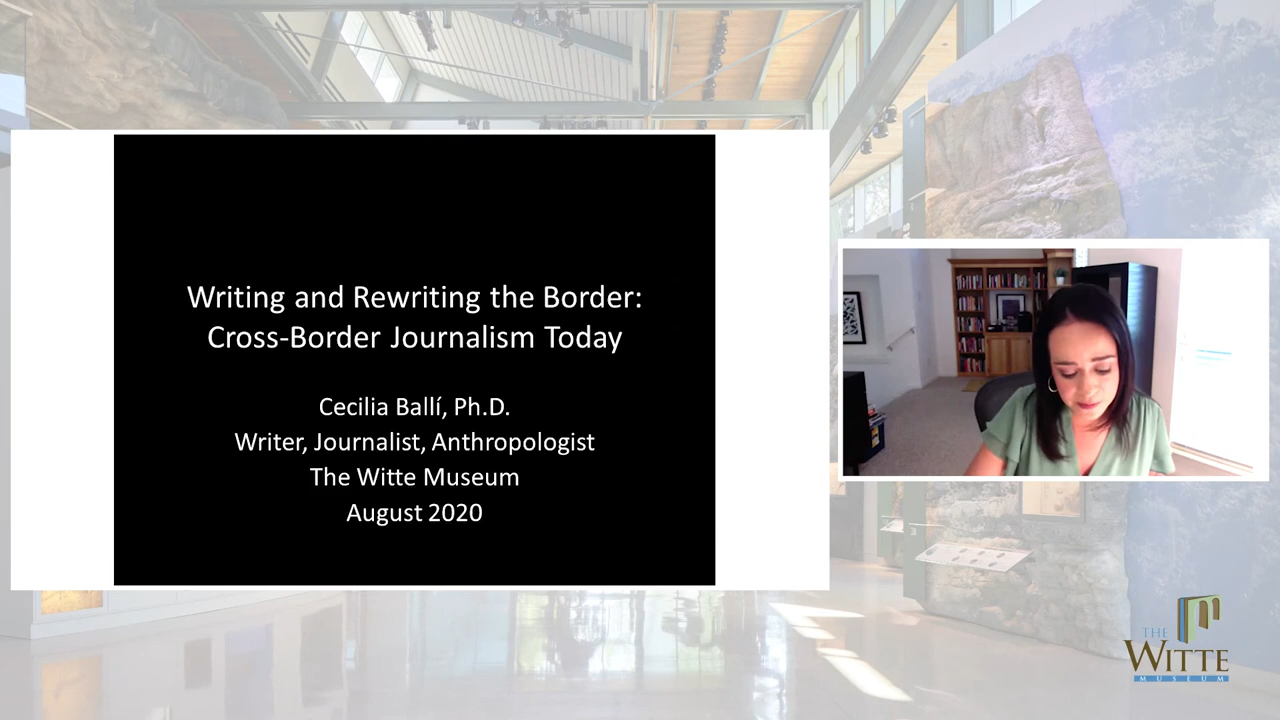 Writing and Rewriting the Border:
Cross-Border Journalism Today
Cecilia Ballí, Ph.D.
Writer, Journalist, Anthropologist
The Witte Museum
August 2020
THE
WITTE
MUSEUM